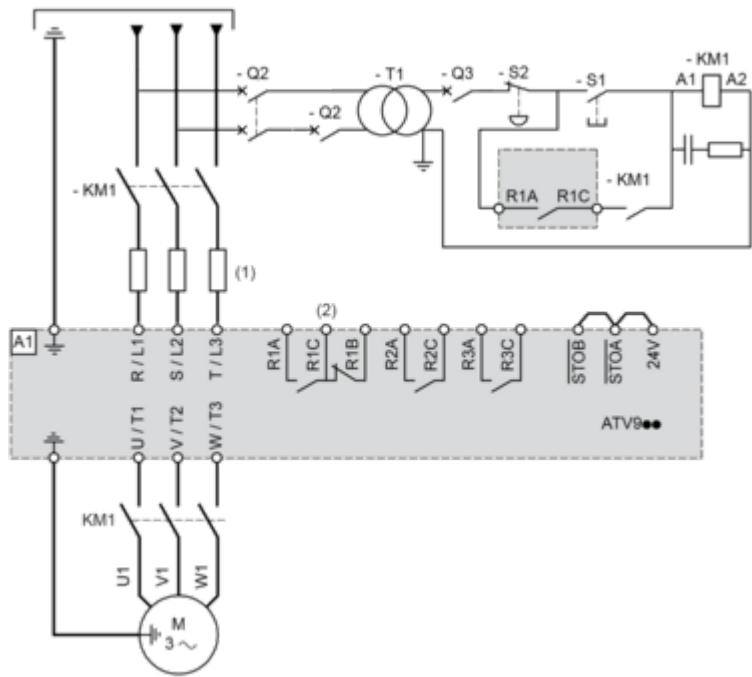 - Q2
- T1
- Q3
- S2
- S1
- KM1
A1 A2
- Q2
- KM1
R1A R1C
- KM1
(1)
(2)
A1
R / L1
S / L2
T / L3
R1A
R1C
R1B
R2A
R2C
R3A
R3C
STOB
STOA
24V
U / T1
V / T2
W / T3
ATV9●●
KM1
U1
V1
W1
M
3 ~